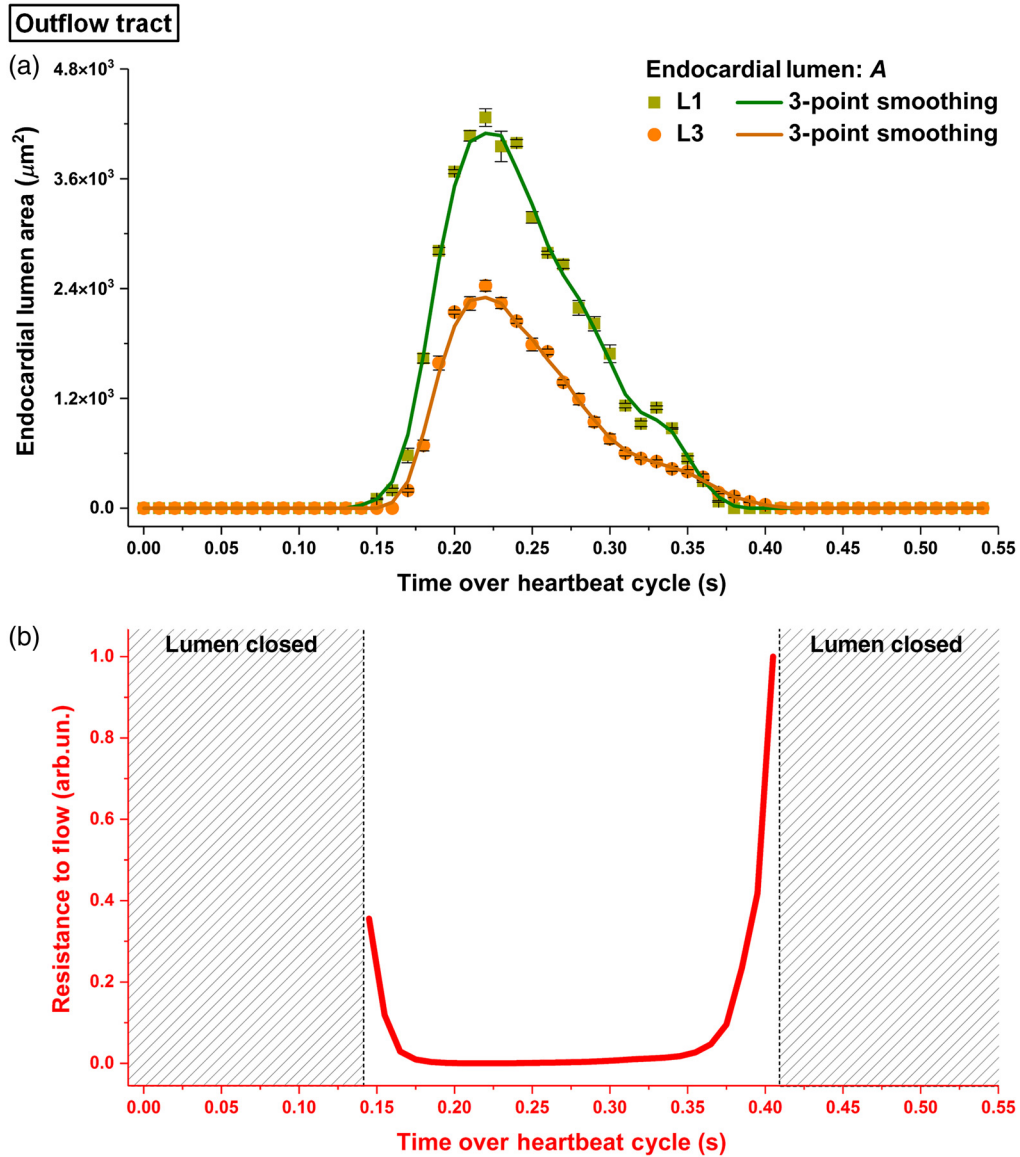 Outflow tract
(a)
Endocardial lumen: A
L1 3-point smoothing
L3 3-point smoothing
Endocardial lumen area (μm²)
4.8×10³
3.6×10³
2.4×10³
1.2×10³
0.0
0.00 0.05 0.10 0.15 0.20 0.25 0.30 0.35 0.40 0.45 0.50 0.55
Time over heartbeat cycle (s)
(b)
Lumen closed Lumen closed
Resistance to flow (arb.un.)
1.0
0.8
0.6
0.4
0.2
0.0
0.00 0.05 0.10 0.15 0.20 0.25 0.30 0.35 0.40 0.45 0.50 0.55
Time over heartbeat cycle (s)